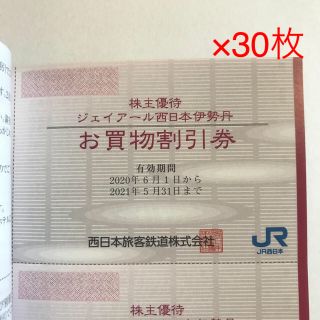 ×30枚
株主優待
ジェイアール西日本伊勢丹
お買物割引券
有効期間
2020年6月1日から
2021年5月31日まで
西日本旅客鉄道株式会社
JR
JR西日本
株主優待